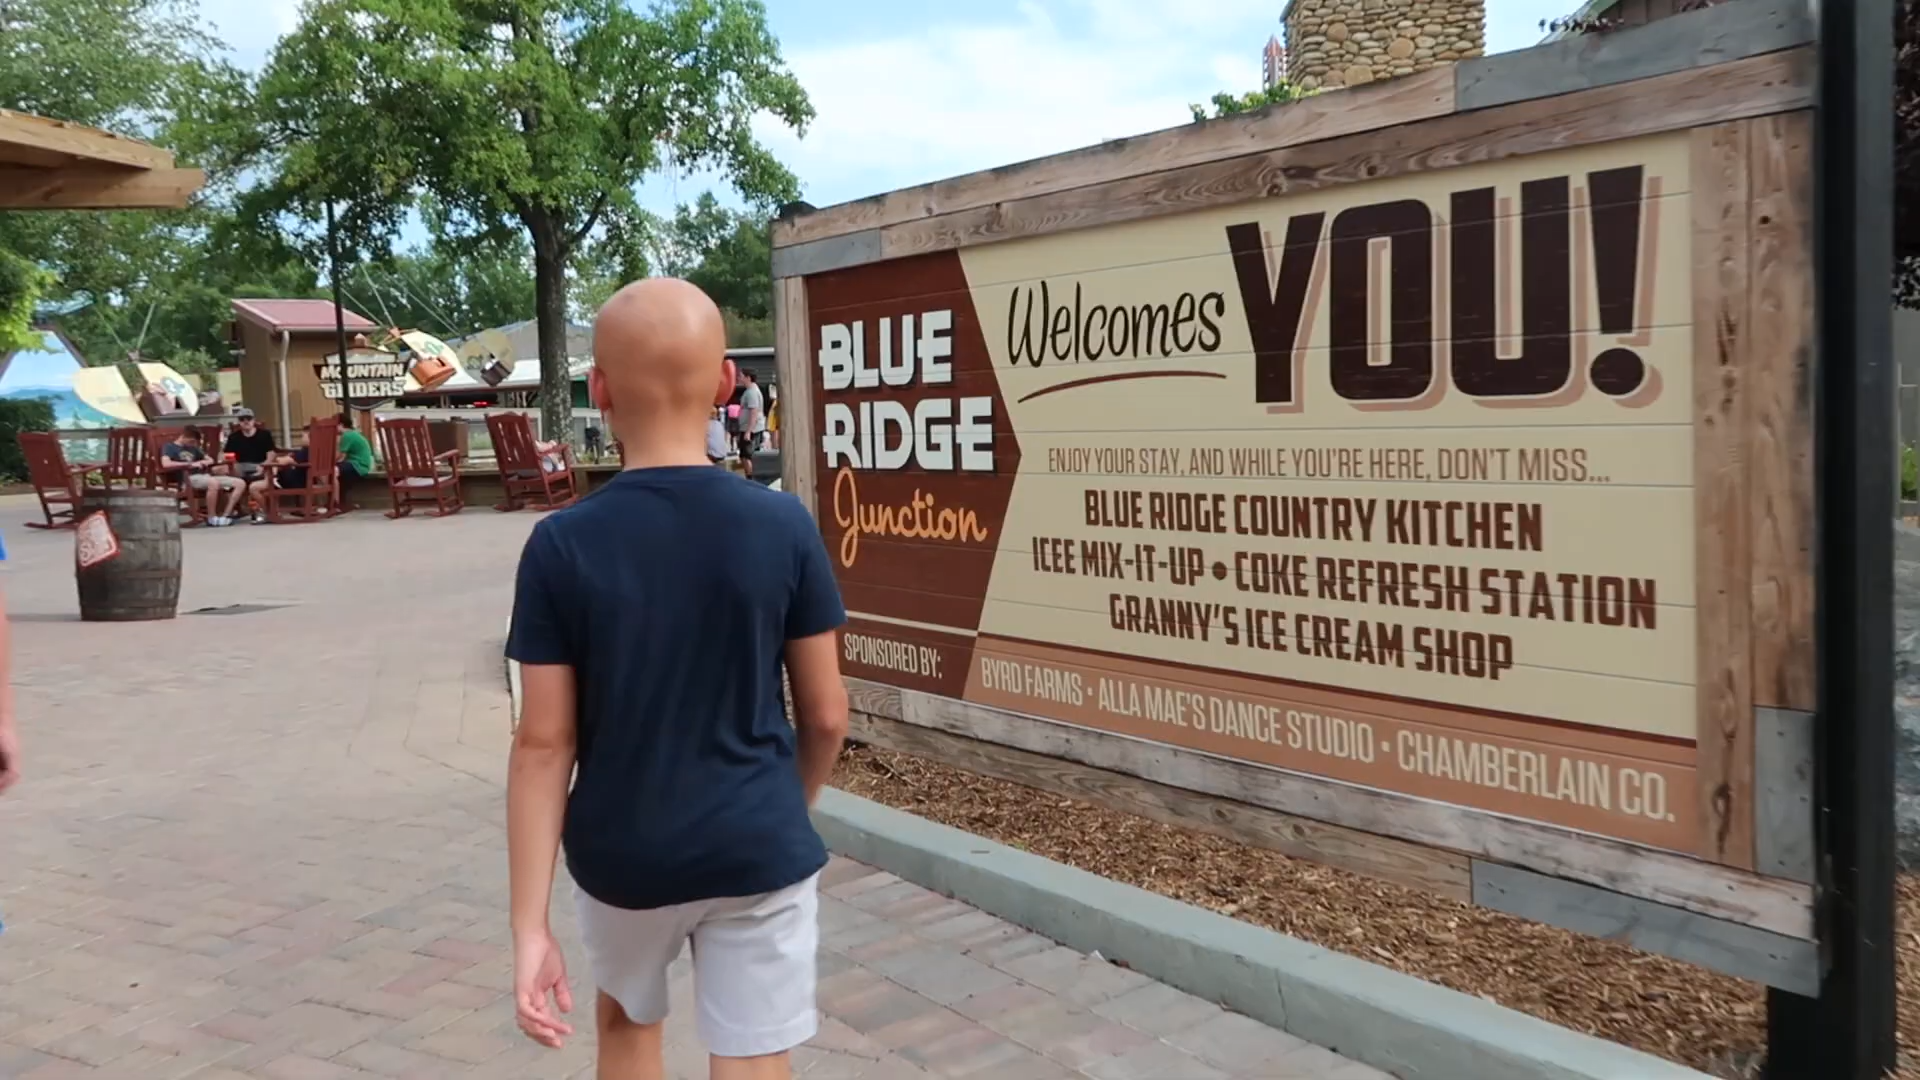 MOUNTAIN
GLIDERS
BLUE
RIDGE
Junction
Welcomes YOU!
ENJOY YOUR STAY, AND WHILE YOU'RE HERE, DON'T MISS...
BLUE RIDGE COUNTRY KITCHEN
ICEE MIX-IT-UP • COKE REFRESH STATION
GRANNY'S ICE CREAM SHOP
SPONSORED BY:
BYRD FARMS • ALLA MAE'S DANCE STUDIO • CHAMBERLAIN CO.